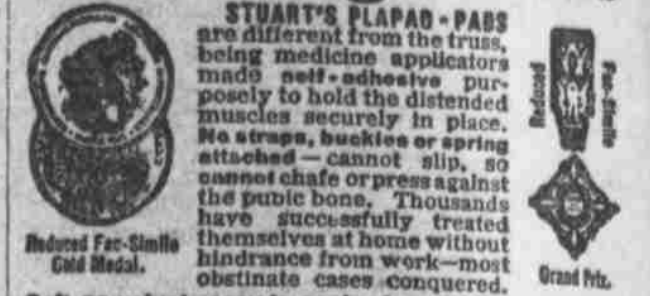 STUART'S PLAPAO-PADS
are different from the truss,
being medicine applicators
made self-adhesive pur-
posely to hold the distended
muscles securely in place.
No straps, buckles or spring
attached—cannot slip, so
cannot chafe or press against
the pubic bone. Thousands
have successfully treated
themselves at home without
hindrance from work—most
obstinate cases conquered.
Reduced Fac-Simile
Gold Medal.
Reduced
Fac-Simile
Grand Prix.